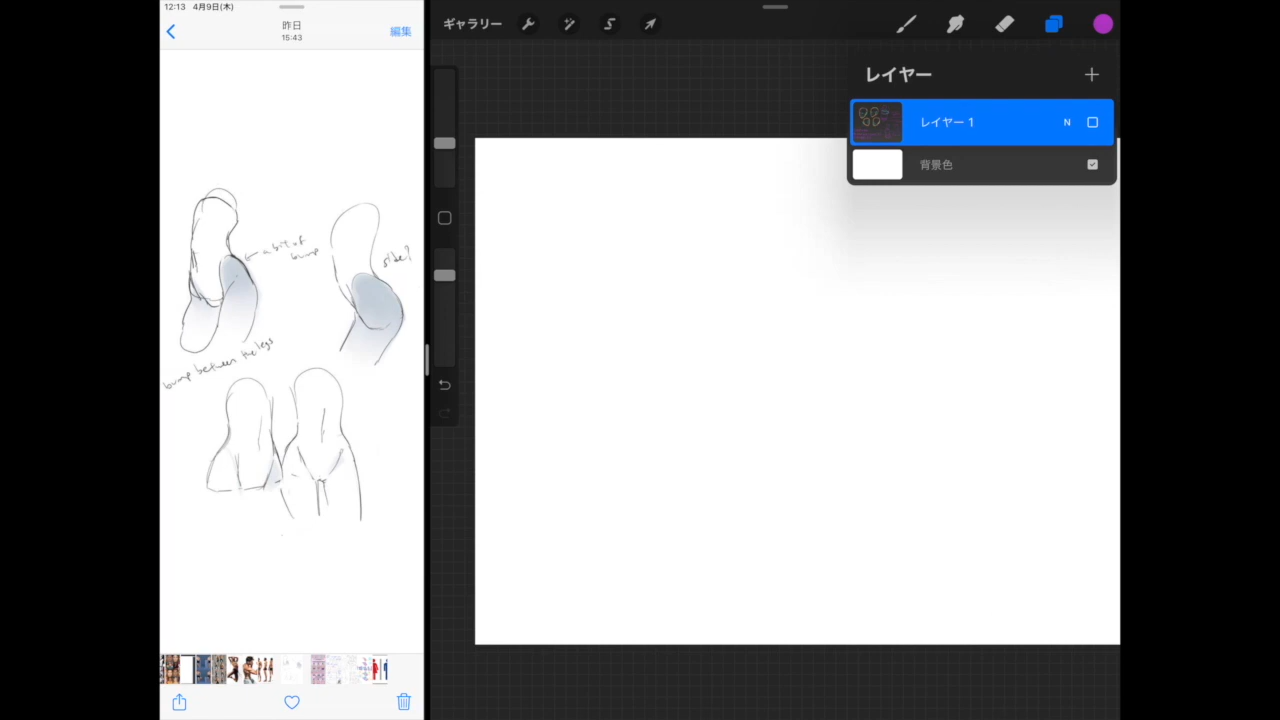 12:13 4月9日(木)
昨日
15:43
編集
a bit of
bump
side?
bump between the legs
ギャラリー
レイヤー
レイヤー 1
N
背景色